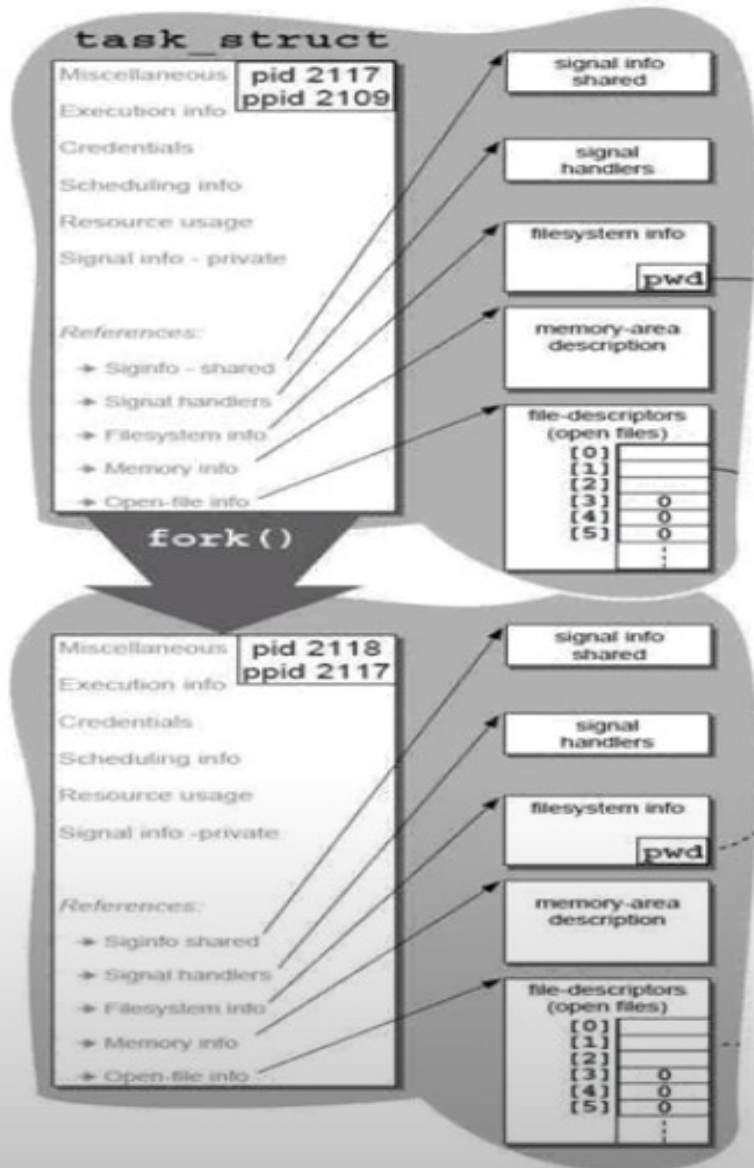 task_struct
Miscellaneous
pid 2117
ppid 2109
Execution info
Credentials
Scheduling info
Resource usage
Signal info - private
References:
Siginfo - shared
Signal handlers
Filesystem info
Memory info
Open-file info
signal info
shared
signal
handlers
filesystem info
pwd
memory-area
description
file-descriptors
(open files)
[0]
[1]
[2]
[3] 0
[4] 0
[5] 0
fork()
Miscellaneous
pid 2118
ppid 2117
Execution info
Credentials
Scheduling info
Resource usage
Signal info -private
References:
Siginfo shared
Signal handlers
Filesystem info
Memory info
Open-file info
signal info
shared
signal
handlers
filesystem info
pwd
memory-area
description
file-descriptors
(open files)
[0]
[1]
[2]
[3] 0
[4] 0
[5] 0